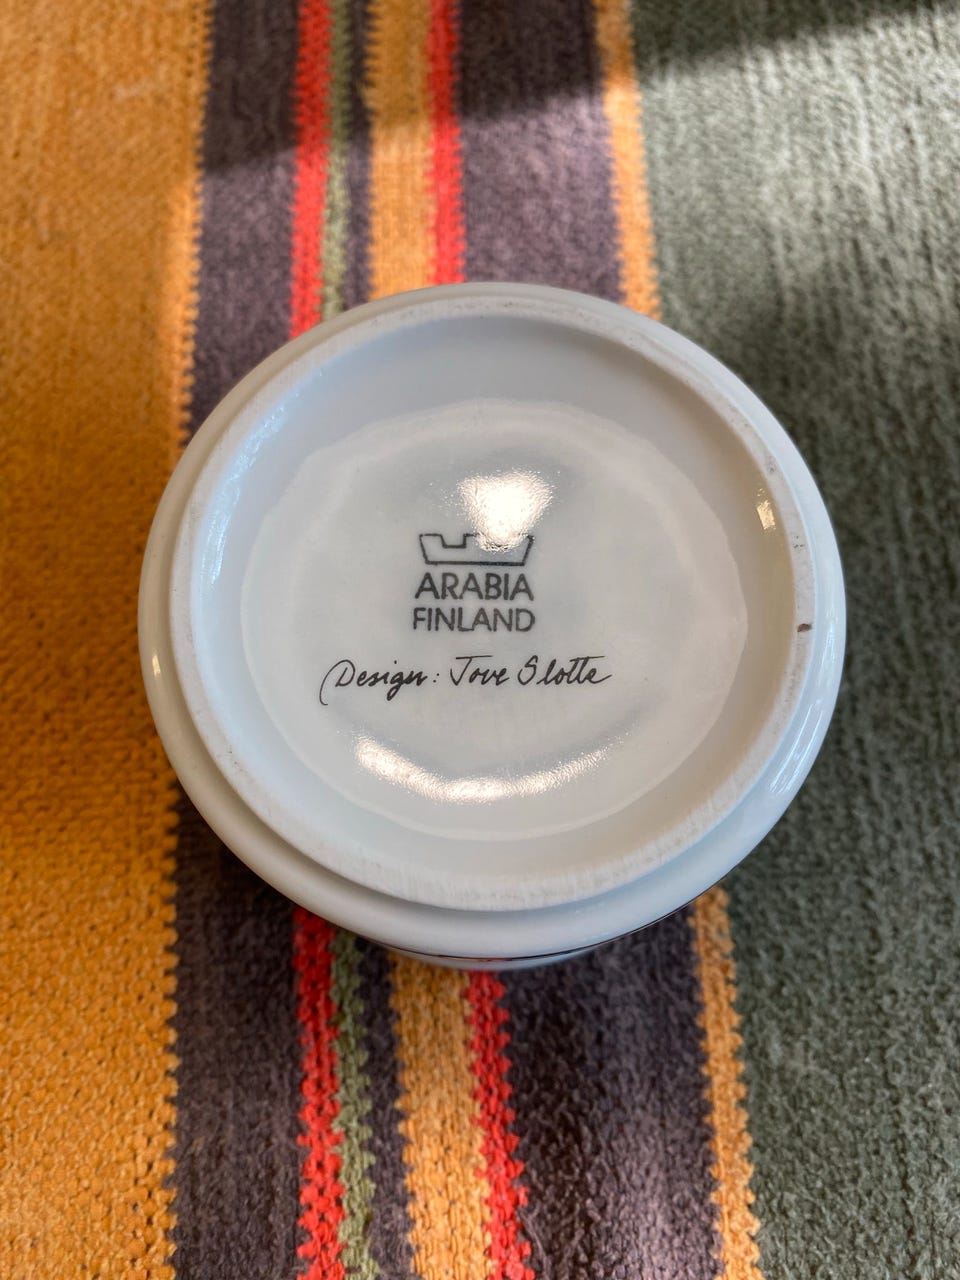 ARABIA
FINLAND
Design: Tove Slotte